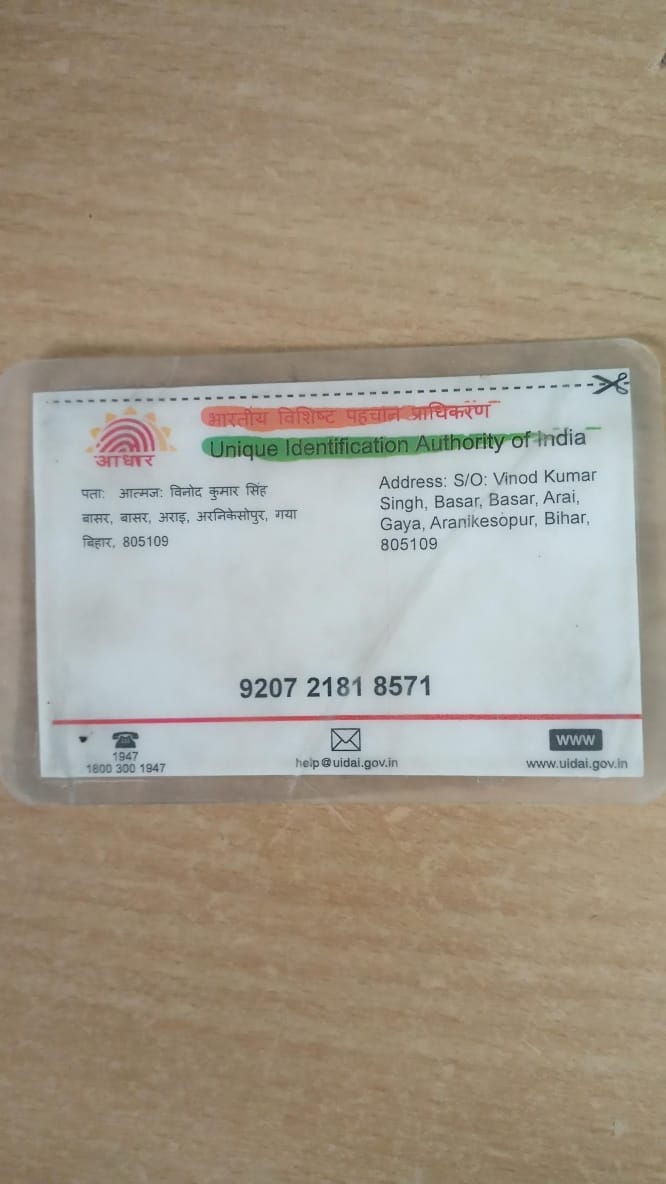 भारतीय विशिष्ट पहचान प्राधिकरण
Unique Identification Authority of India
आधार
पता: आत्मज: विनोद कुमार सिंह
बासर, बासर, अराइ, अरनिकेसोपुर, गया
बिहार, 805109
Address: S/O: Vinod Kumar
Singh, Basar, Basar, Arai,
Gaya, Aranikesopur, Bihar,
805109
9207 2181 8571
1947
1800 300 1947
help@uidai.gov.in
WWW
www.uidai.gov.in